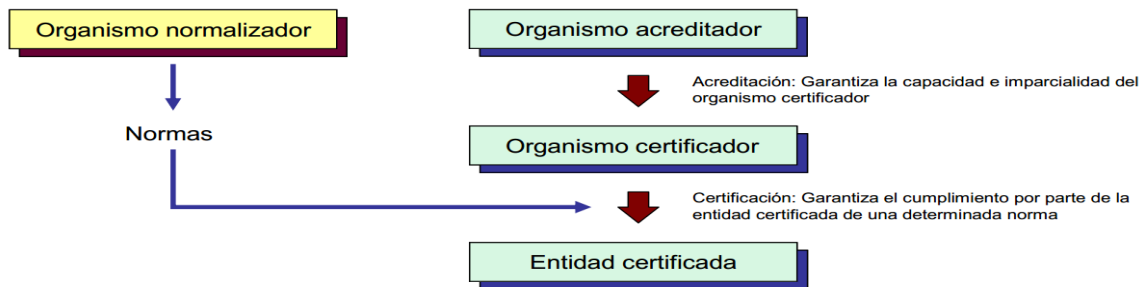 Organismo normalizador
Organismo acreditador
Acreditación: Garantiza la capacidad e imparcialidad del
organismo certificador
Normas
Organismo certificador
Certificación: Garantiza el cumplimiento por parte de la
entidad certificada de una determinada norma
Entidad certificada